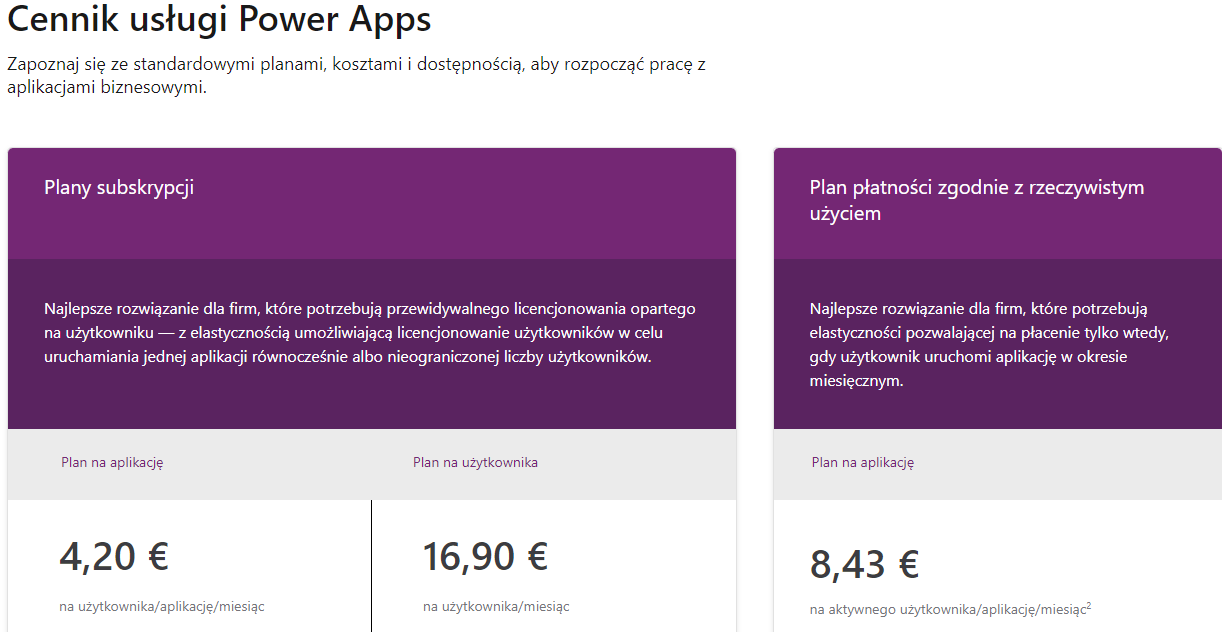 Cennik usługi Power Apps
Zapoznaj się ze standardowymi planami, kosztami i dostępnością, aby rozpocząć pracę z
aplikacjami biznesowymi.
Plany subskrypcji
Najlepsze rozwiązanie dla firm, które potrzebują przewidywalnego licencjonowania opartego
na użytkowniku — z elastycznością umożliwiającą licencjonowanie użytkowników w celu
uruchamiania jednej aplikacji równocześnie albo nieograniczonej liczby użytkowników.
Plan na aplikację
4,20 €
na użytkownika/aplikację/miesiąc
Plan na użytkownika
16,90 €
na użytkownika/miesiąc
Plan płatności zgodnie z rzeczywistym
użyciem
Najlepsze rozwiązanie dla firm, które potrzebują
elastyczności pozwalającej na płacenie tylko wtedy,
gdy użytkownik uruchomi aplikację w okresie
miesięcznym.
Plan na aplikację
8,43 €
na aktywnego użytkownika/aplikację/miesiąc²